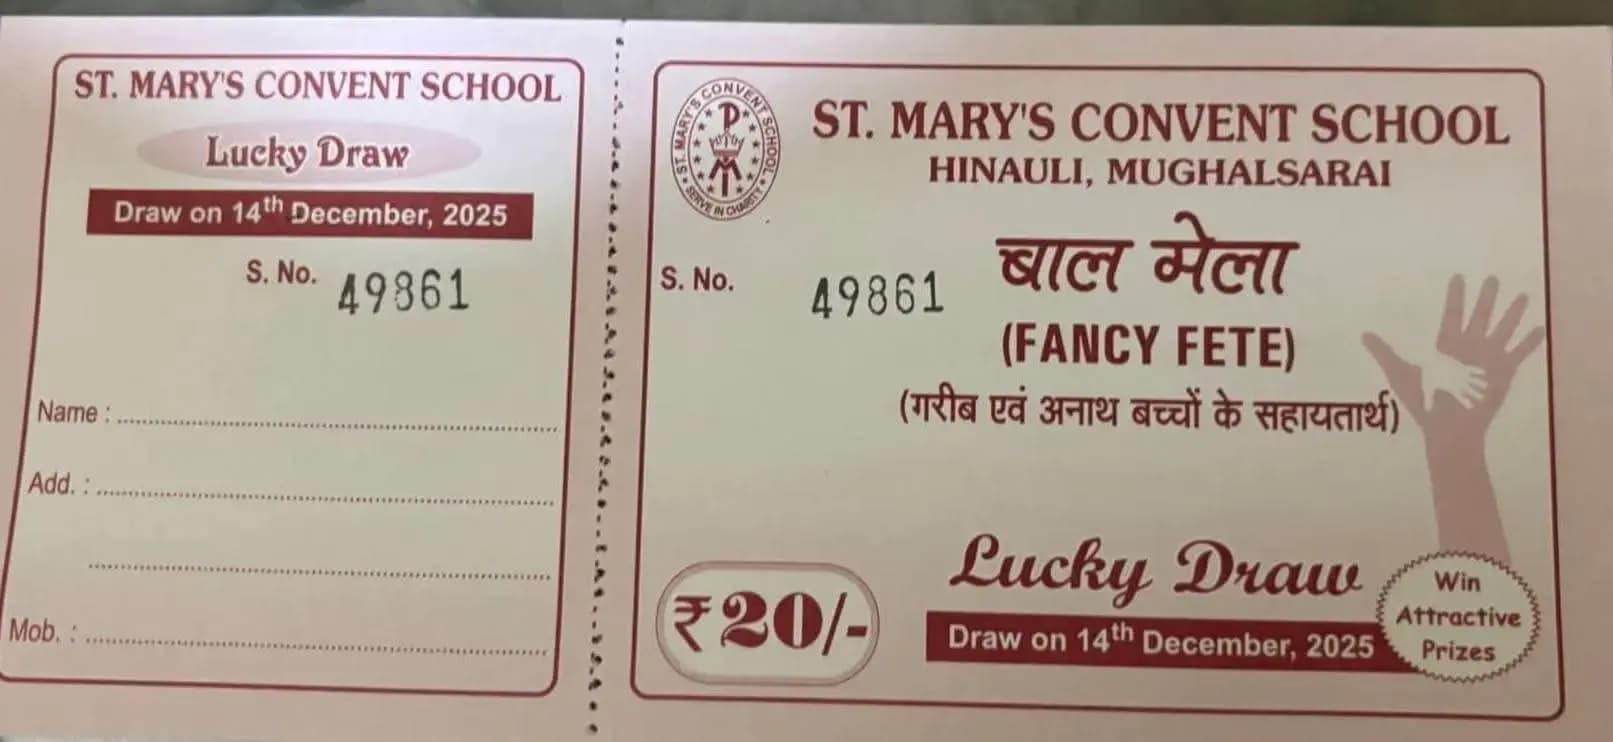 ST. MARY'S CONVENT SCHOOL
Lucky Draw
Draw on 14th December, 2025
S. No. 49861
Name :
Add. :
Mob. :
ST. MARY'S CONVENT SCHOOL
SERVE IN CHARITY
ST. MARY'S CONVENT SCHOOL
HINAULI, MUGHALSARAI
बाल मेला
S. No. 49861
(FANCY FETE)
(गरीब एवं अनाथ बच्चों के सहायतार्थ)
₹20/-
Lucky Draw
Draw on 14th December, 2025
Win
Attractive
Prizes